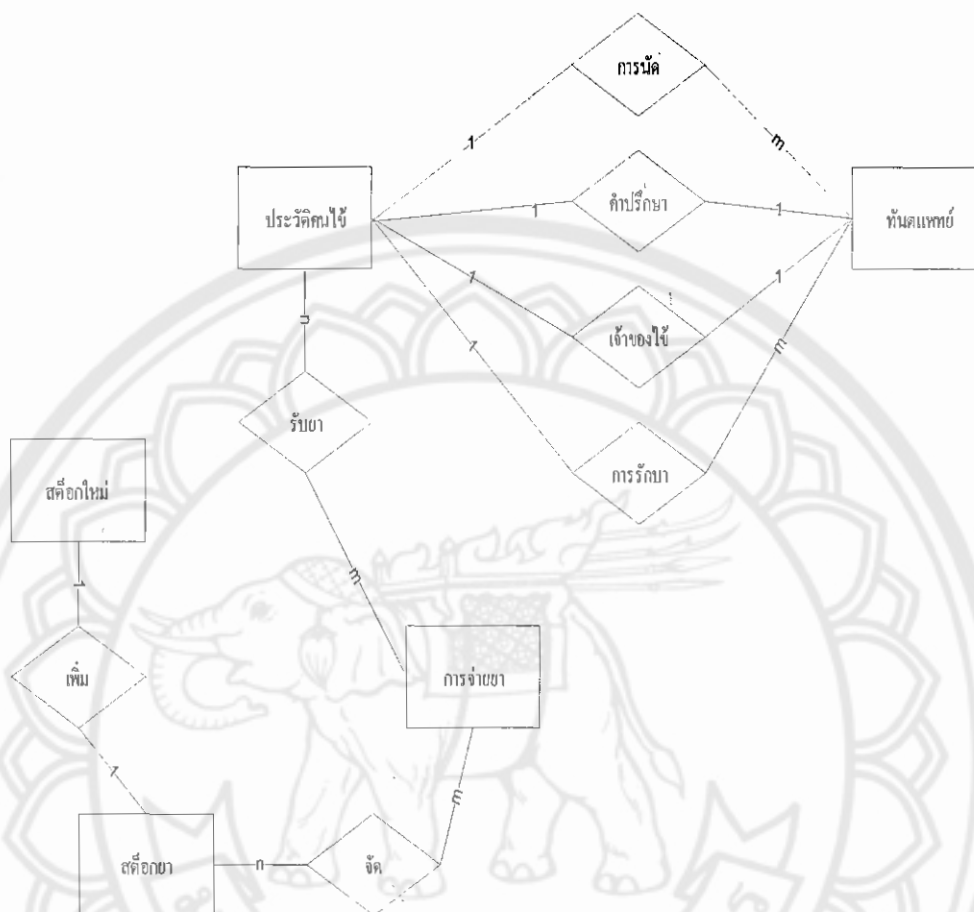 การนัด
1
m
ประวัติคนไข้
1
คำปรึกษา
1
ทันตแพทย์
1
เจ้าของไข้
1
1
การรักษา
m
n
รับยา
m
สต็อกใหม่
1
เพิ่ม
1
การจ่ายยา
m
สต็อกยา
n
จัด